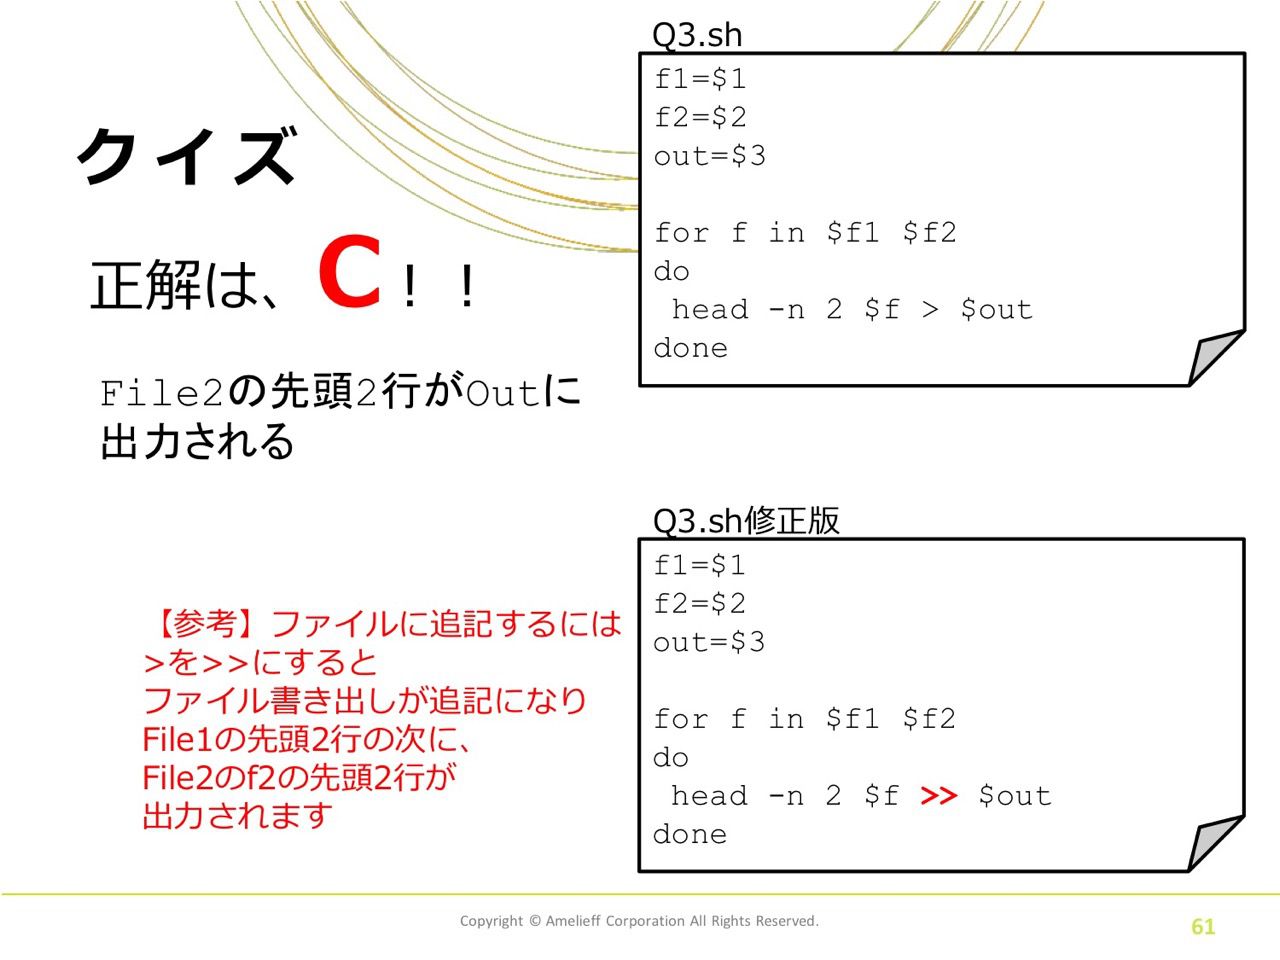 クイズ
正解は、C！！
File2の先頭2行がOutに
出力される
【参考】ファイルに追記するには
>を>>にすると
ファイル書き出しが追記になり
File1の先頭2行の次に、
File2のf2の先頭2行が
出力されます
Q3.sh
f1=$1
f2=$2
out=$3
for f in $f1 $f2
do
head -n 2 $f > $out
done
Q3.sh修正版
f1=$1
f2=$2
out=$3
for f in $f1 $f2
do
head -n 2 $f >> $out
done
Copyright © Amelieff Corporation All Rights Reserved.
61